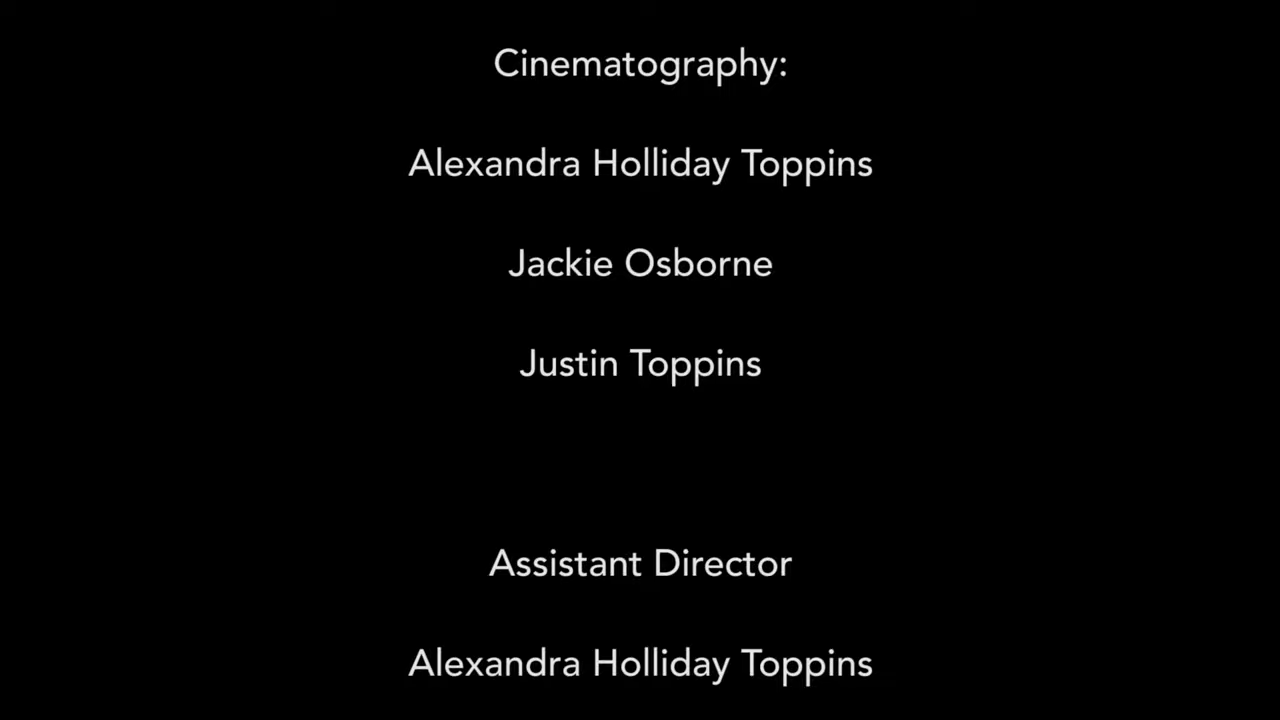 Cinematography:
Alexandra Holliday Toppins
Jackie Osborne
Justin Toppins
Assistant Director
Alexandra Holliday Toppins